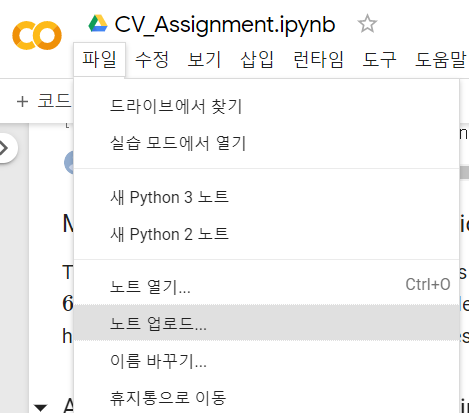 CO
CV_Assignment.ipynb
파일 수정 보기 삽입 런타임 도구 도움말
+ 코드
드라이브에서 찾기
실습 모드에서 열기
새 Python 3 노트
새 Python 2 노트
노트 열기... Ctrl+O
노트 업로드...
이름 바꾸기...
휴지통으로 이동